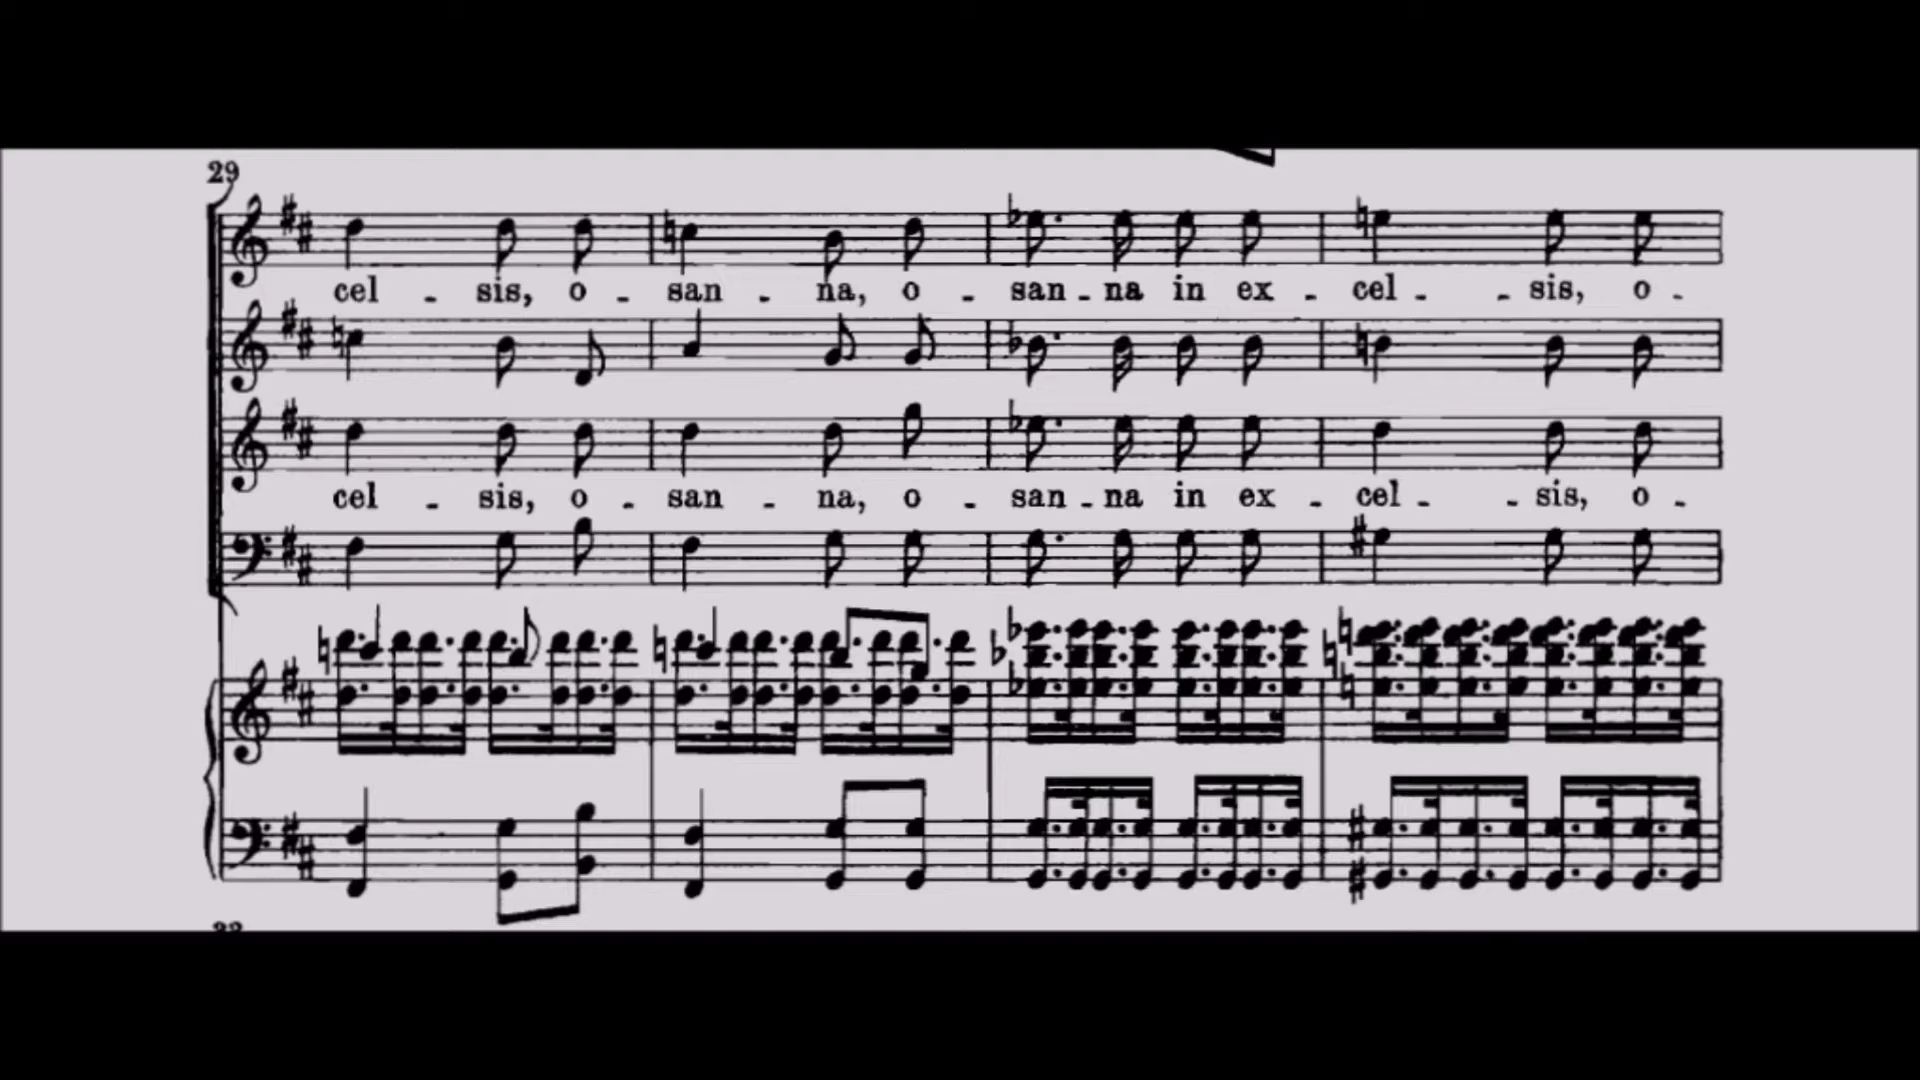 29
cel - sis, o - san - na, o - san - na in ex - cel - - sis, o -
cel - sis, o - san - na, o - san - na in ex - cel - - sis, o -